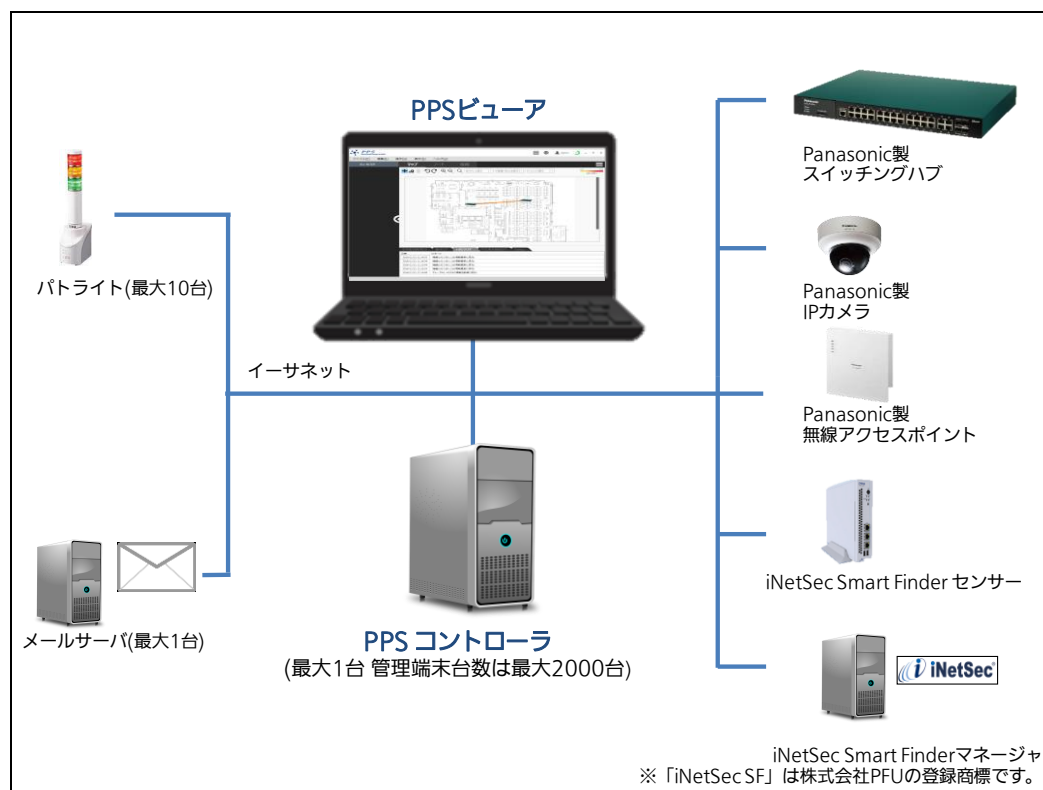 PPSビューア
Panasonic製
スイッチングハブ
パトライト(最大10台)
Panasonic製
IPカメラ
イーサネット
Panasonic製
無線アクセスポイント
iNetSec Smart Finder センサー
メールサーバ(最大1台)
PPS コントローラ
(最大1台 管理端末台数は最大2000台)
iNetSec
iNetSec Smart Finderマネージャ
※「iNetSec SF」は株式会社PFUの登録商標です。